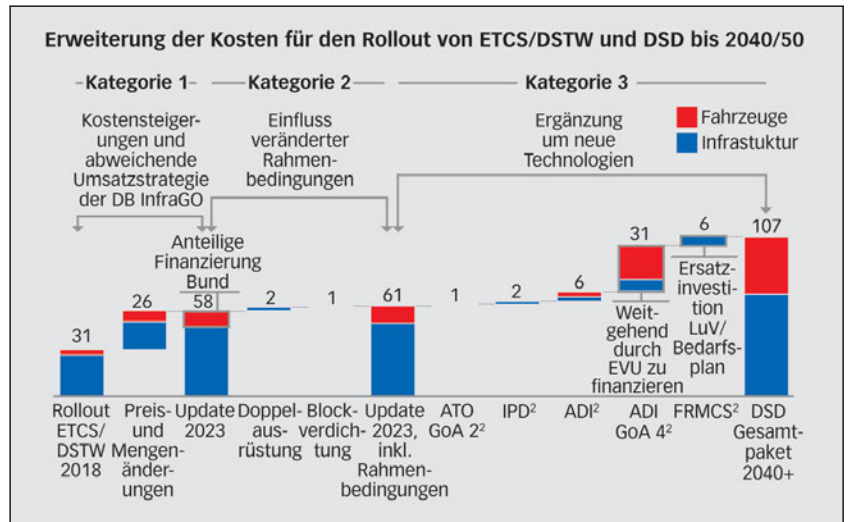 Erweiterung der Kosten für den Rollout von ETCS/DSTW und DSD bis 2040/50
Kategorie 1
Kategorie 2
Kategorie 3
Kostensteiger-
ungen und
abweichende
Umsatzstrategie
der DB InfraGO
Einfluss
veränderter
Rahmen-
bedingungen
Ergänzung
um neue
Technologien
Fahrzeuge
Infrastuktur
Anteilige
Finanzierung
Bund
31
26
58
2
1
61
1
2
6
31
6
107
Weit-
gehend
durch
EVU zu
finanzieren
Ersatz-
investi-
tion
LuV/
Bedarfs-
plan
Rollout
ETCS/
DSTW
2018
Preis-
und
Mengen-
änder-
ungen
Update
2023
Doppel-
aus-
rüstung
Block-
verdich-
tung
Update
2023,
inkl.
Rahmen-
bedingungen
ATO
GoA 2²
IPD²
ADI²
ADI
GoA 4²
FRMCS²
DSD
Gesamt-
paket
2040+